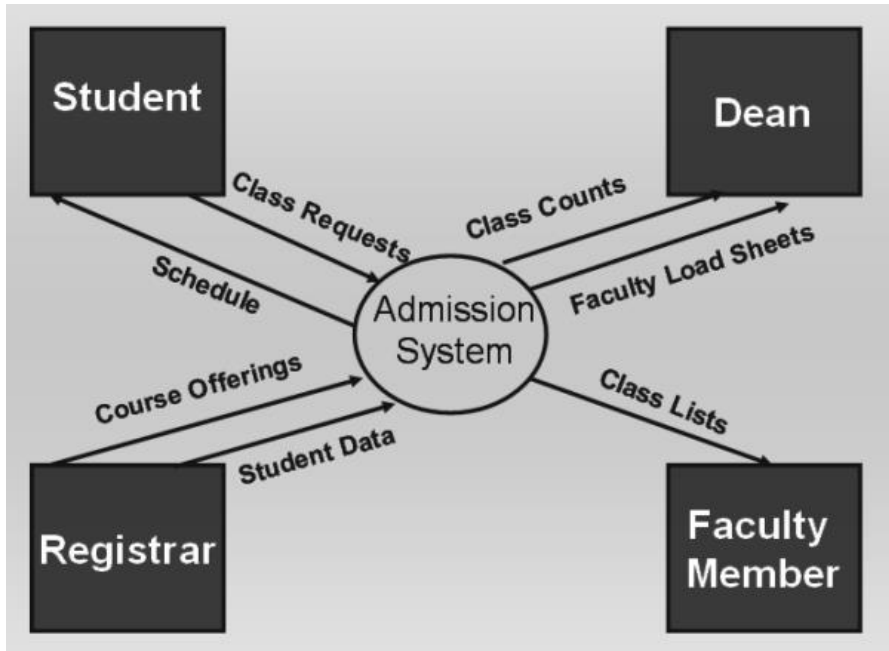 Student
Dean
Class Requests
Class Counts
Schedule
Faculty Load Sheets
Admission
System
Course Offerings
Class Lists
Student Data
Registrar
Faculty
Member